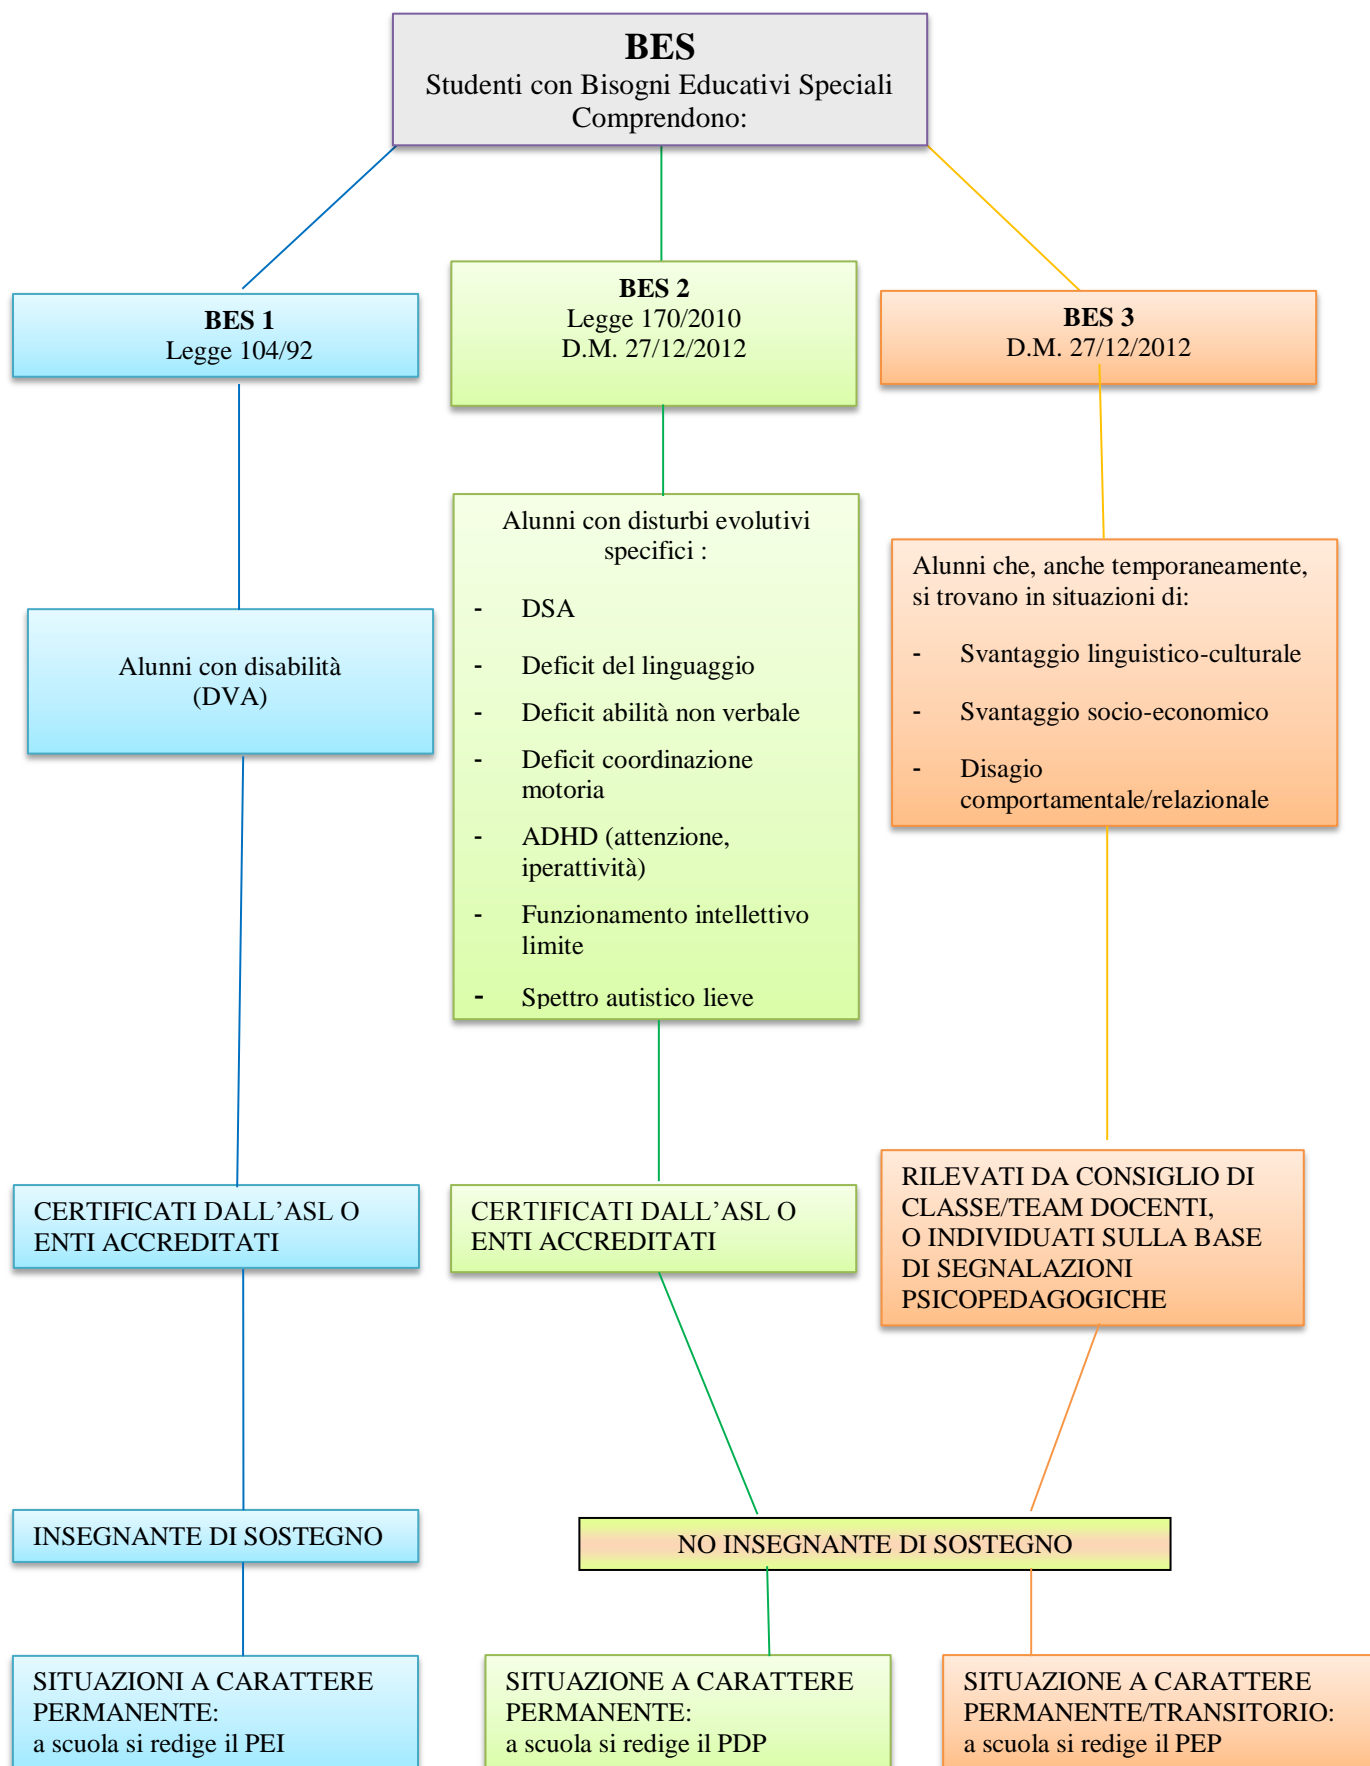 BES
Studenti con Bisogni Educativi Speciali
Comprendono:
BES 1
Legge 104/92
BES 2
Legge 170/2010
D.M. 27/12/2012
BES 3
D.M. 27/12/2012
Alunni con disabilità
(DVA)
Alunni con disturbi evolutivi
specifici :
- DSA
- Deficit del linguaggio
- Deficit abilità non verbale
- Deficit coordinazione
motoria
- ADHD (attenzione,
iperattività)
- Funzionamento intellettivo
limite
- Spettro autistico lieve
Alunni che, anche temporaneamente,
si trovano in situazioni di:
- Svantaggio linguistico-culturale
- Svantaggio socio-economico
- Disagio
comportamentale/relazionale
CERTIFICATI DALL’ASL O
ENTI ACCREDITATI
CERTIFICATI DALL’ASL O
ENTI ACCREDITATI
RILEVATI DA CONSIGLIO DI
CLASSE/TEAM DOCENTI,
O INDIVIDUATI SULLA BASE
DI SEGNALAZIONI
PSICOPEDAGOGICHE
INSEGNANTE DI SOSTEGNO
NO INSEGNANTE DI SOSTEGNO
SITUAZIONI A CARATTERE
PERMANENTE:
a scuola si redige il PEI
SITUAZIONE A CARATTERE
PERMANENTE:
a scuola si redige il PDP
SITUAZIONE A CARATTERE
PERMANENTE/TRANSITORIO:
a scuola si redige il PEP